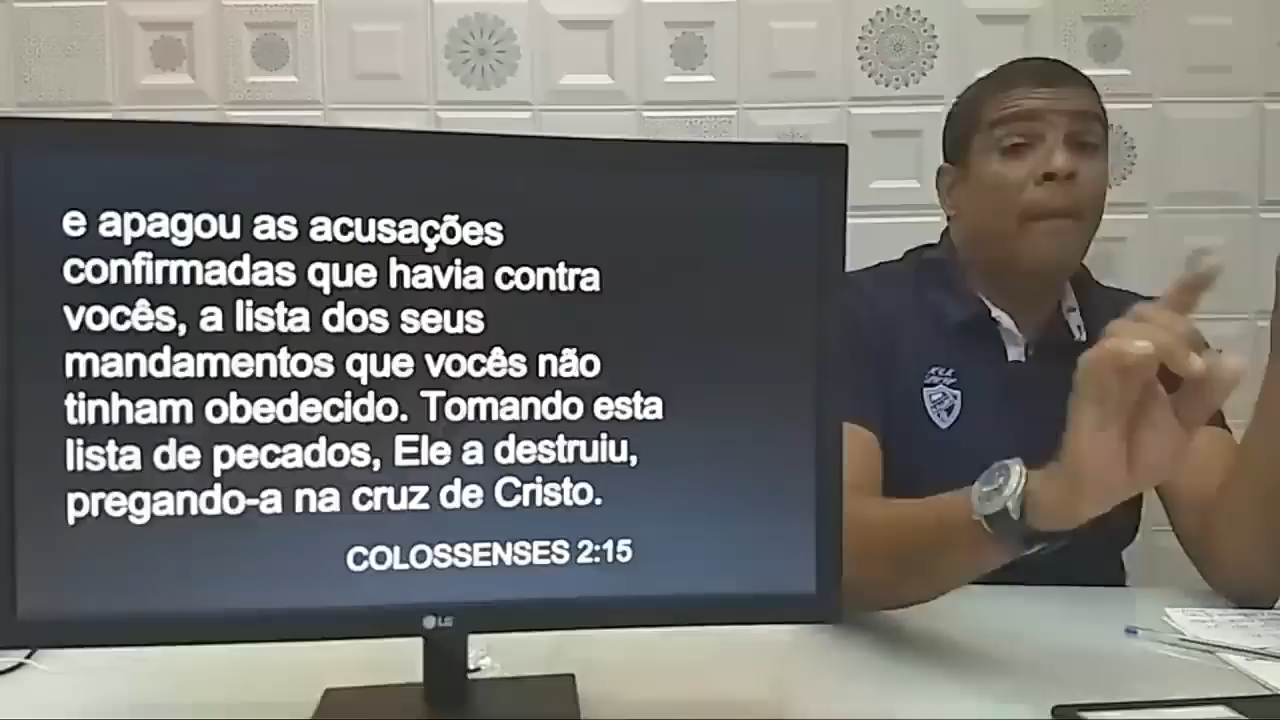 e apagou as acusações
confirmadas que havia contra
vocês, a lista dos seus
mandamentos que vocês não
tinham obedecido. Tomando esta
lista de pecados, Ele a destruiu,
pregando-a na cruz de Cristo.
COLOSSENSES 2:15
LG